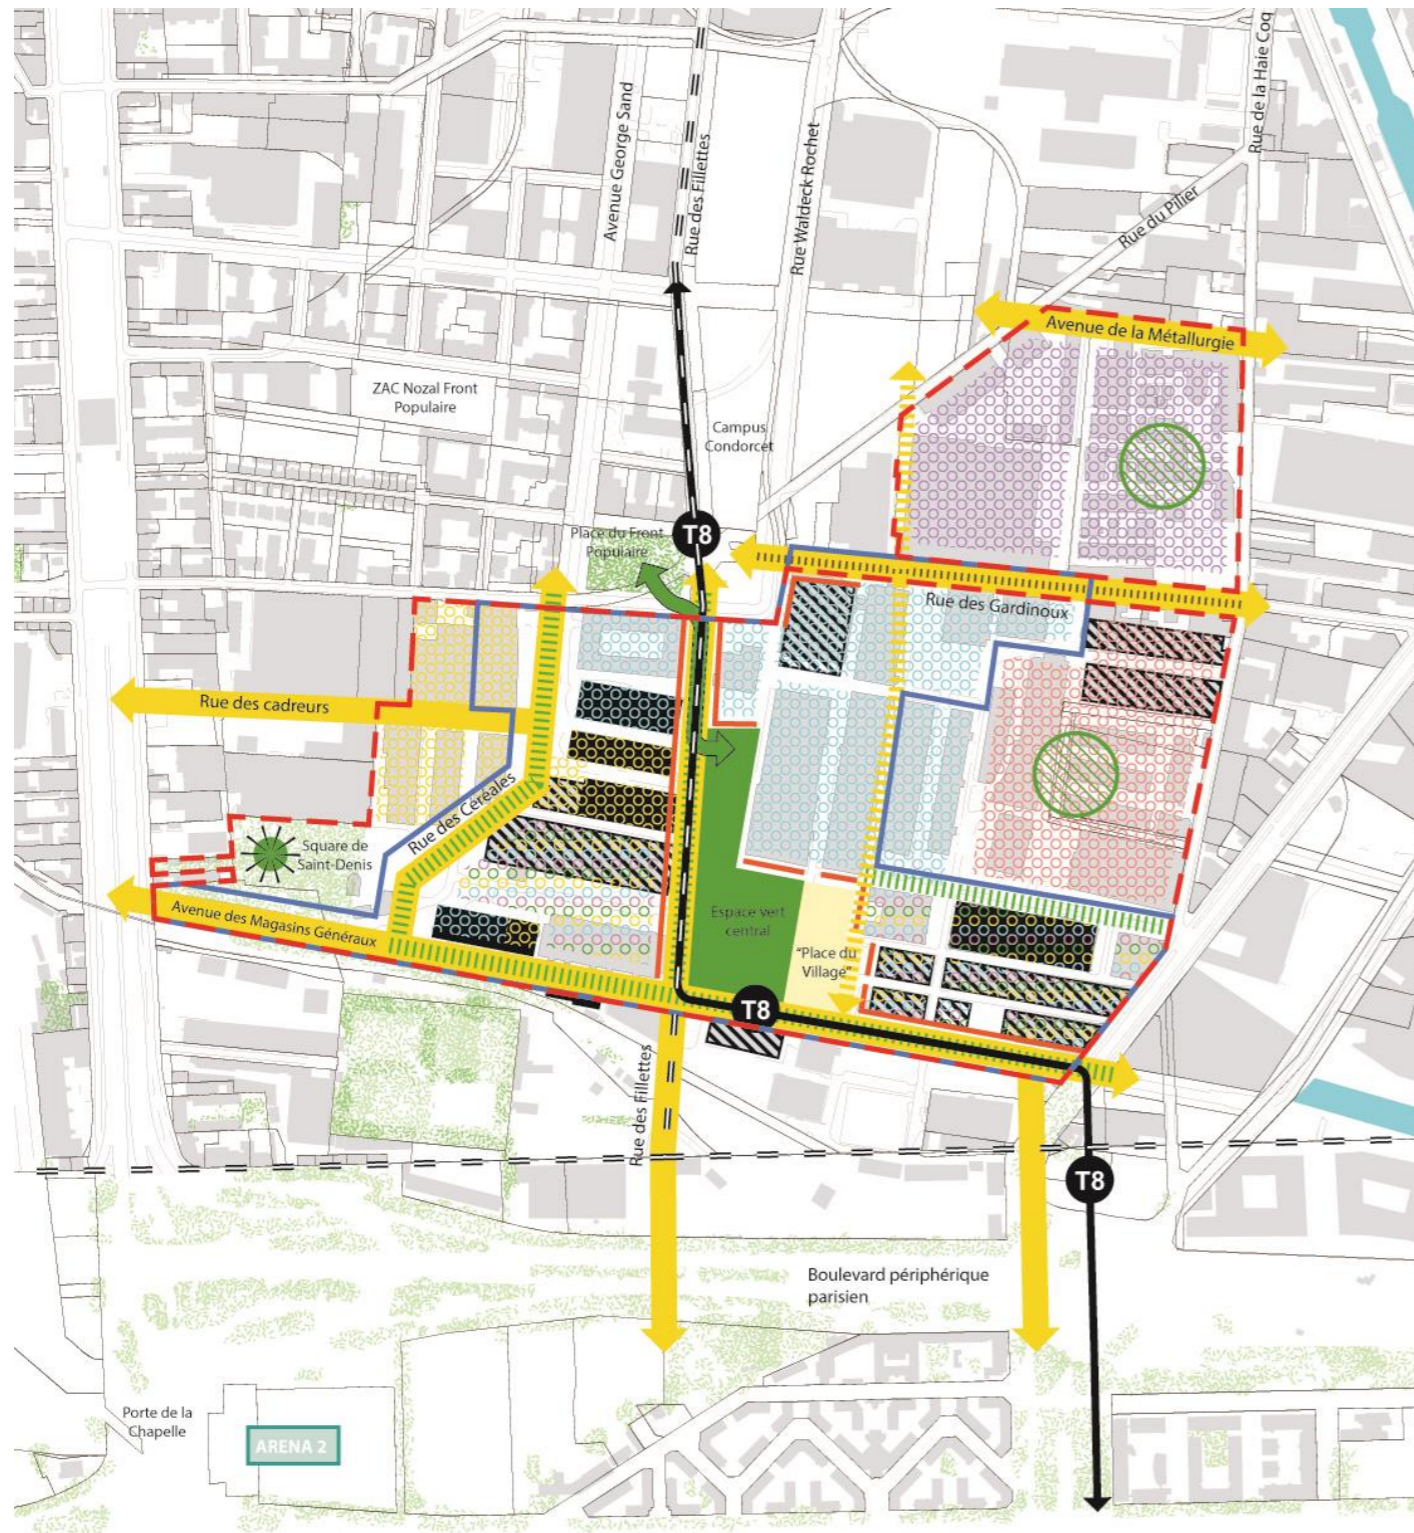 Rue de la Haie Coq
Avenue George Sand
Rue des Fillettes
Rue Waldeck Rochet
Rue du Pilier
Avenue de la Métallurgie
ZAC Nozal Front
Populaire
Campus
Condorcet
Place du Front
Populaire
T8
Rue des Gardinoux
Rue des cadreurs
Rue des Céréales
Square de
Saint-Denis
Avenue des Magasins Généraux
Espace vert
central
"Place du
Village"
T8
Rue des Fillettes
T8
Boulevard périphérique
parisien
Porte de la
Chapelle
ARENA 2